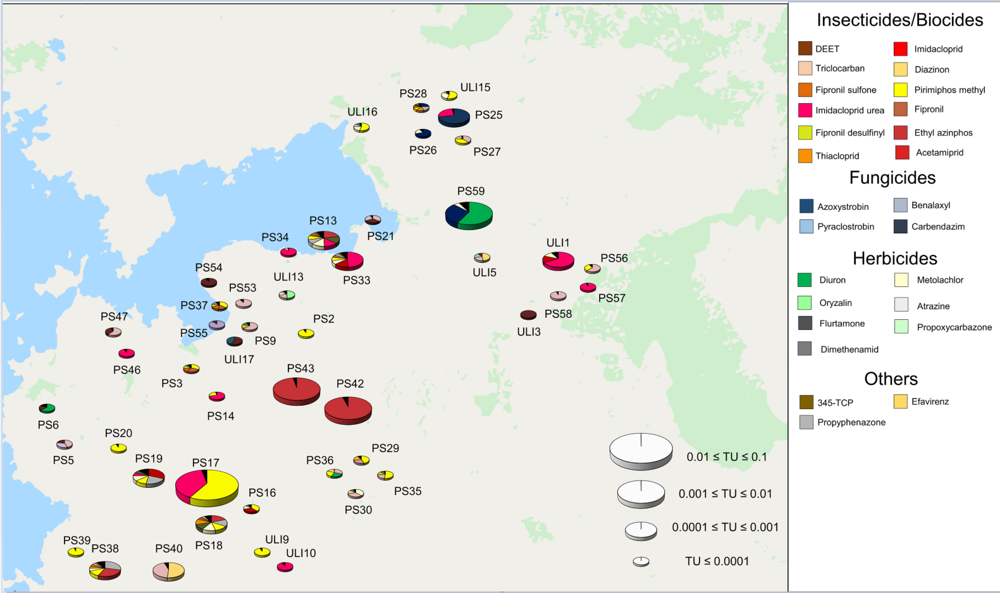 Insecticides/Biocides
DEET
Imidacloprid
Triclocarban
Diazinon
Fipronil sulfone
Pirimiphos methyl
Imidacloprid urea
Fipronil
Fipronil desulfinyl
Ethyl azinphos
Thiacloprid
Acetamiprid
Fungicides
Azoxystrobin
Benalaxyl
Pyraclostrobin
Carbendazim
Herbicides
Diuron
Metolachlor
Oryzalin
Atrazine
Flurtamone
Propoxycarbazone
Dimethenamid
Others
345-TCP
Efavirenz
Propyphenazone
ULI15
PS28
ULI16
PS25
PS26
PS27
PS59
PS13
PS21
PS34
ULI1
PS56
PS33
PS54
ULI13
ULI5
PS53
PS57
PS37
PS58
PS47
PS2
PS55
PS9
ULI3
ULI17
PS46
PS43
PS3
PS42
PS14
PS6
PS20
PS5
PS29
PS19
PS17
PS36
0.01 ≤ TU ≤ 0.1
PS35
PS16
0.001 ≤ TU ≤ 0.01
PS30
0.0001 ≤ TU ≤ 0.001
PS18
PS39
PS38
PS40
ULI9
ULI10
TU ≤ 0.0001